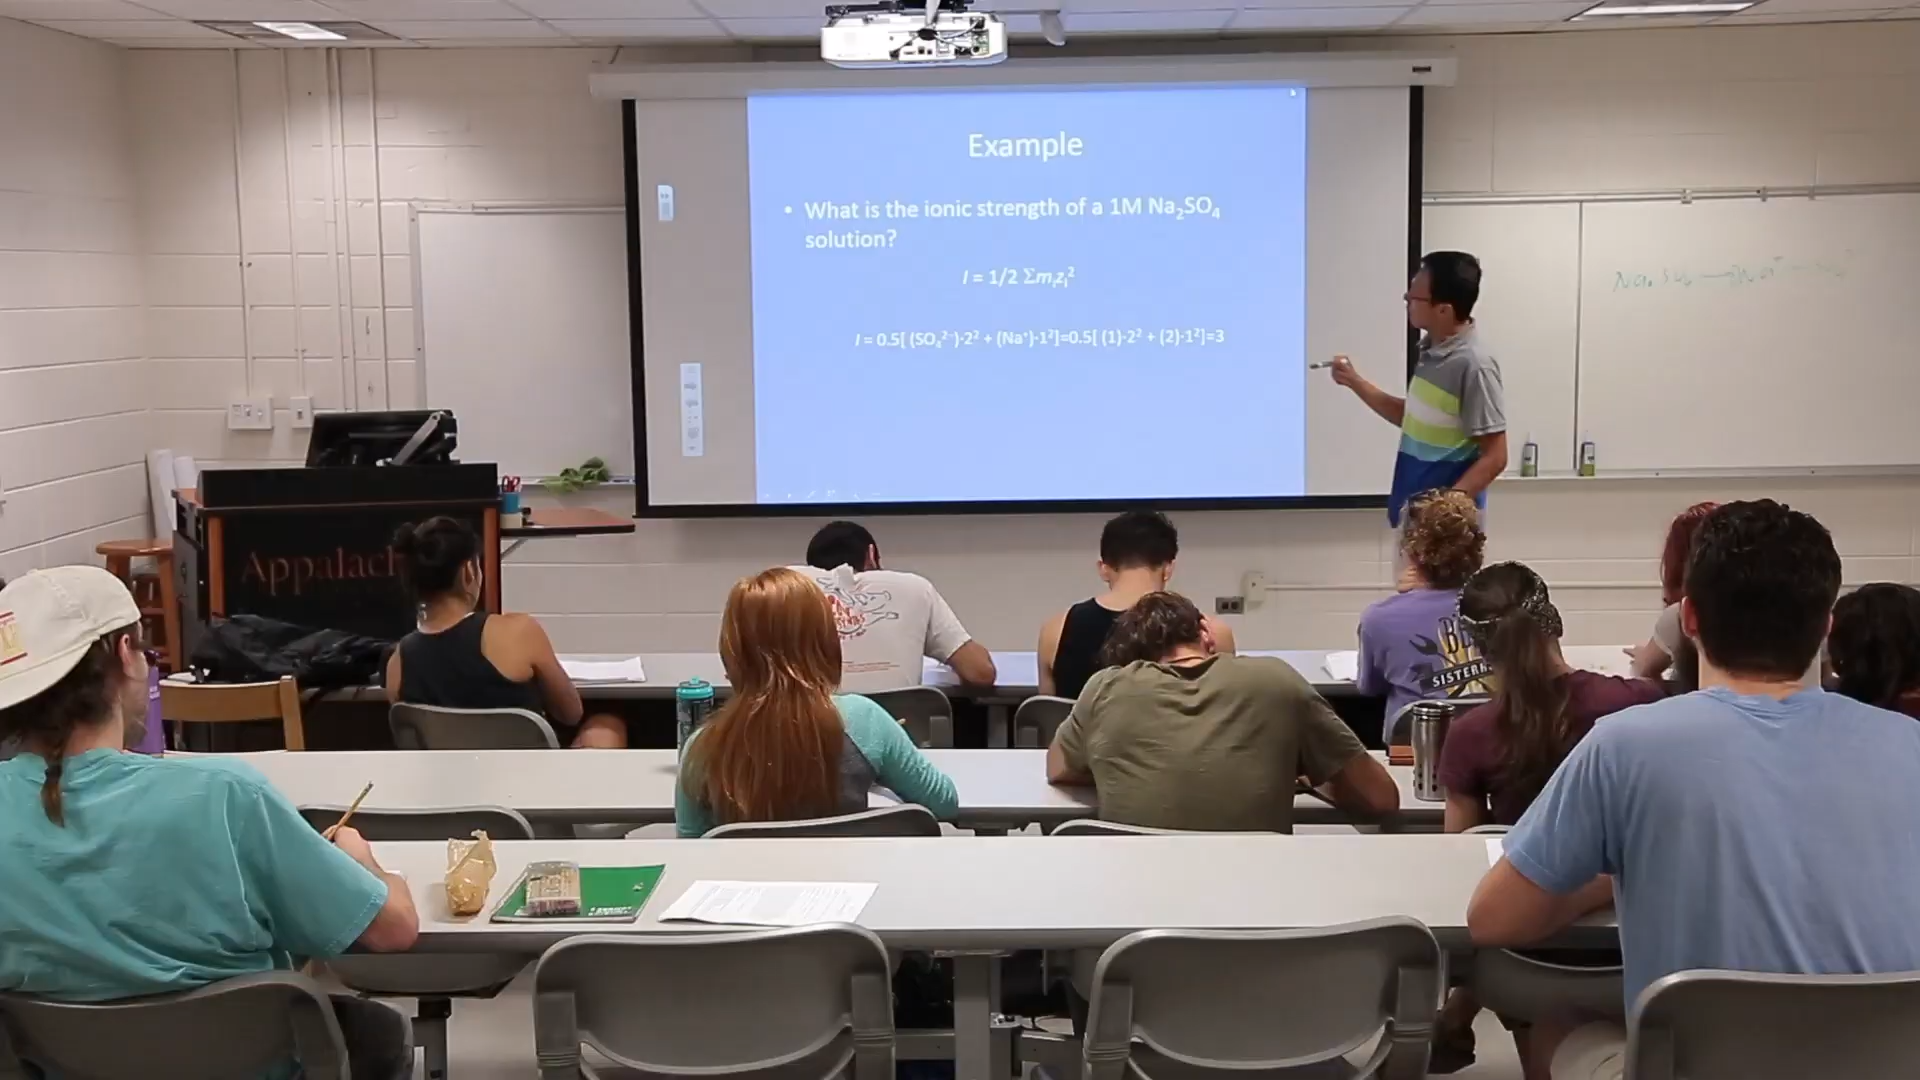 Example
• What is the ionic strength of a 1M Na₂SO₄
solution?
I = 1/2 Σmᵢzᵢ²
I = 0.5[ (SO₄²⁻)·2² + (Na⁺)·1²]=0.5[ (1)·2² + (2)·1²]=3
Appalach
SISTERH